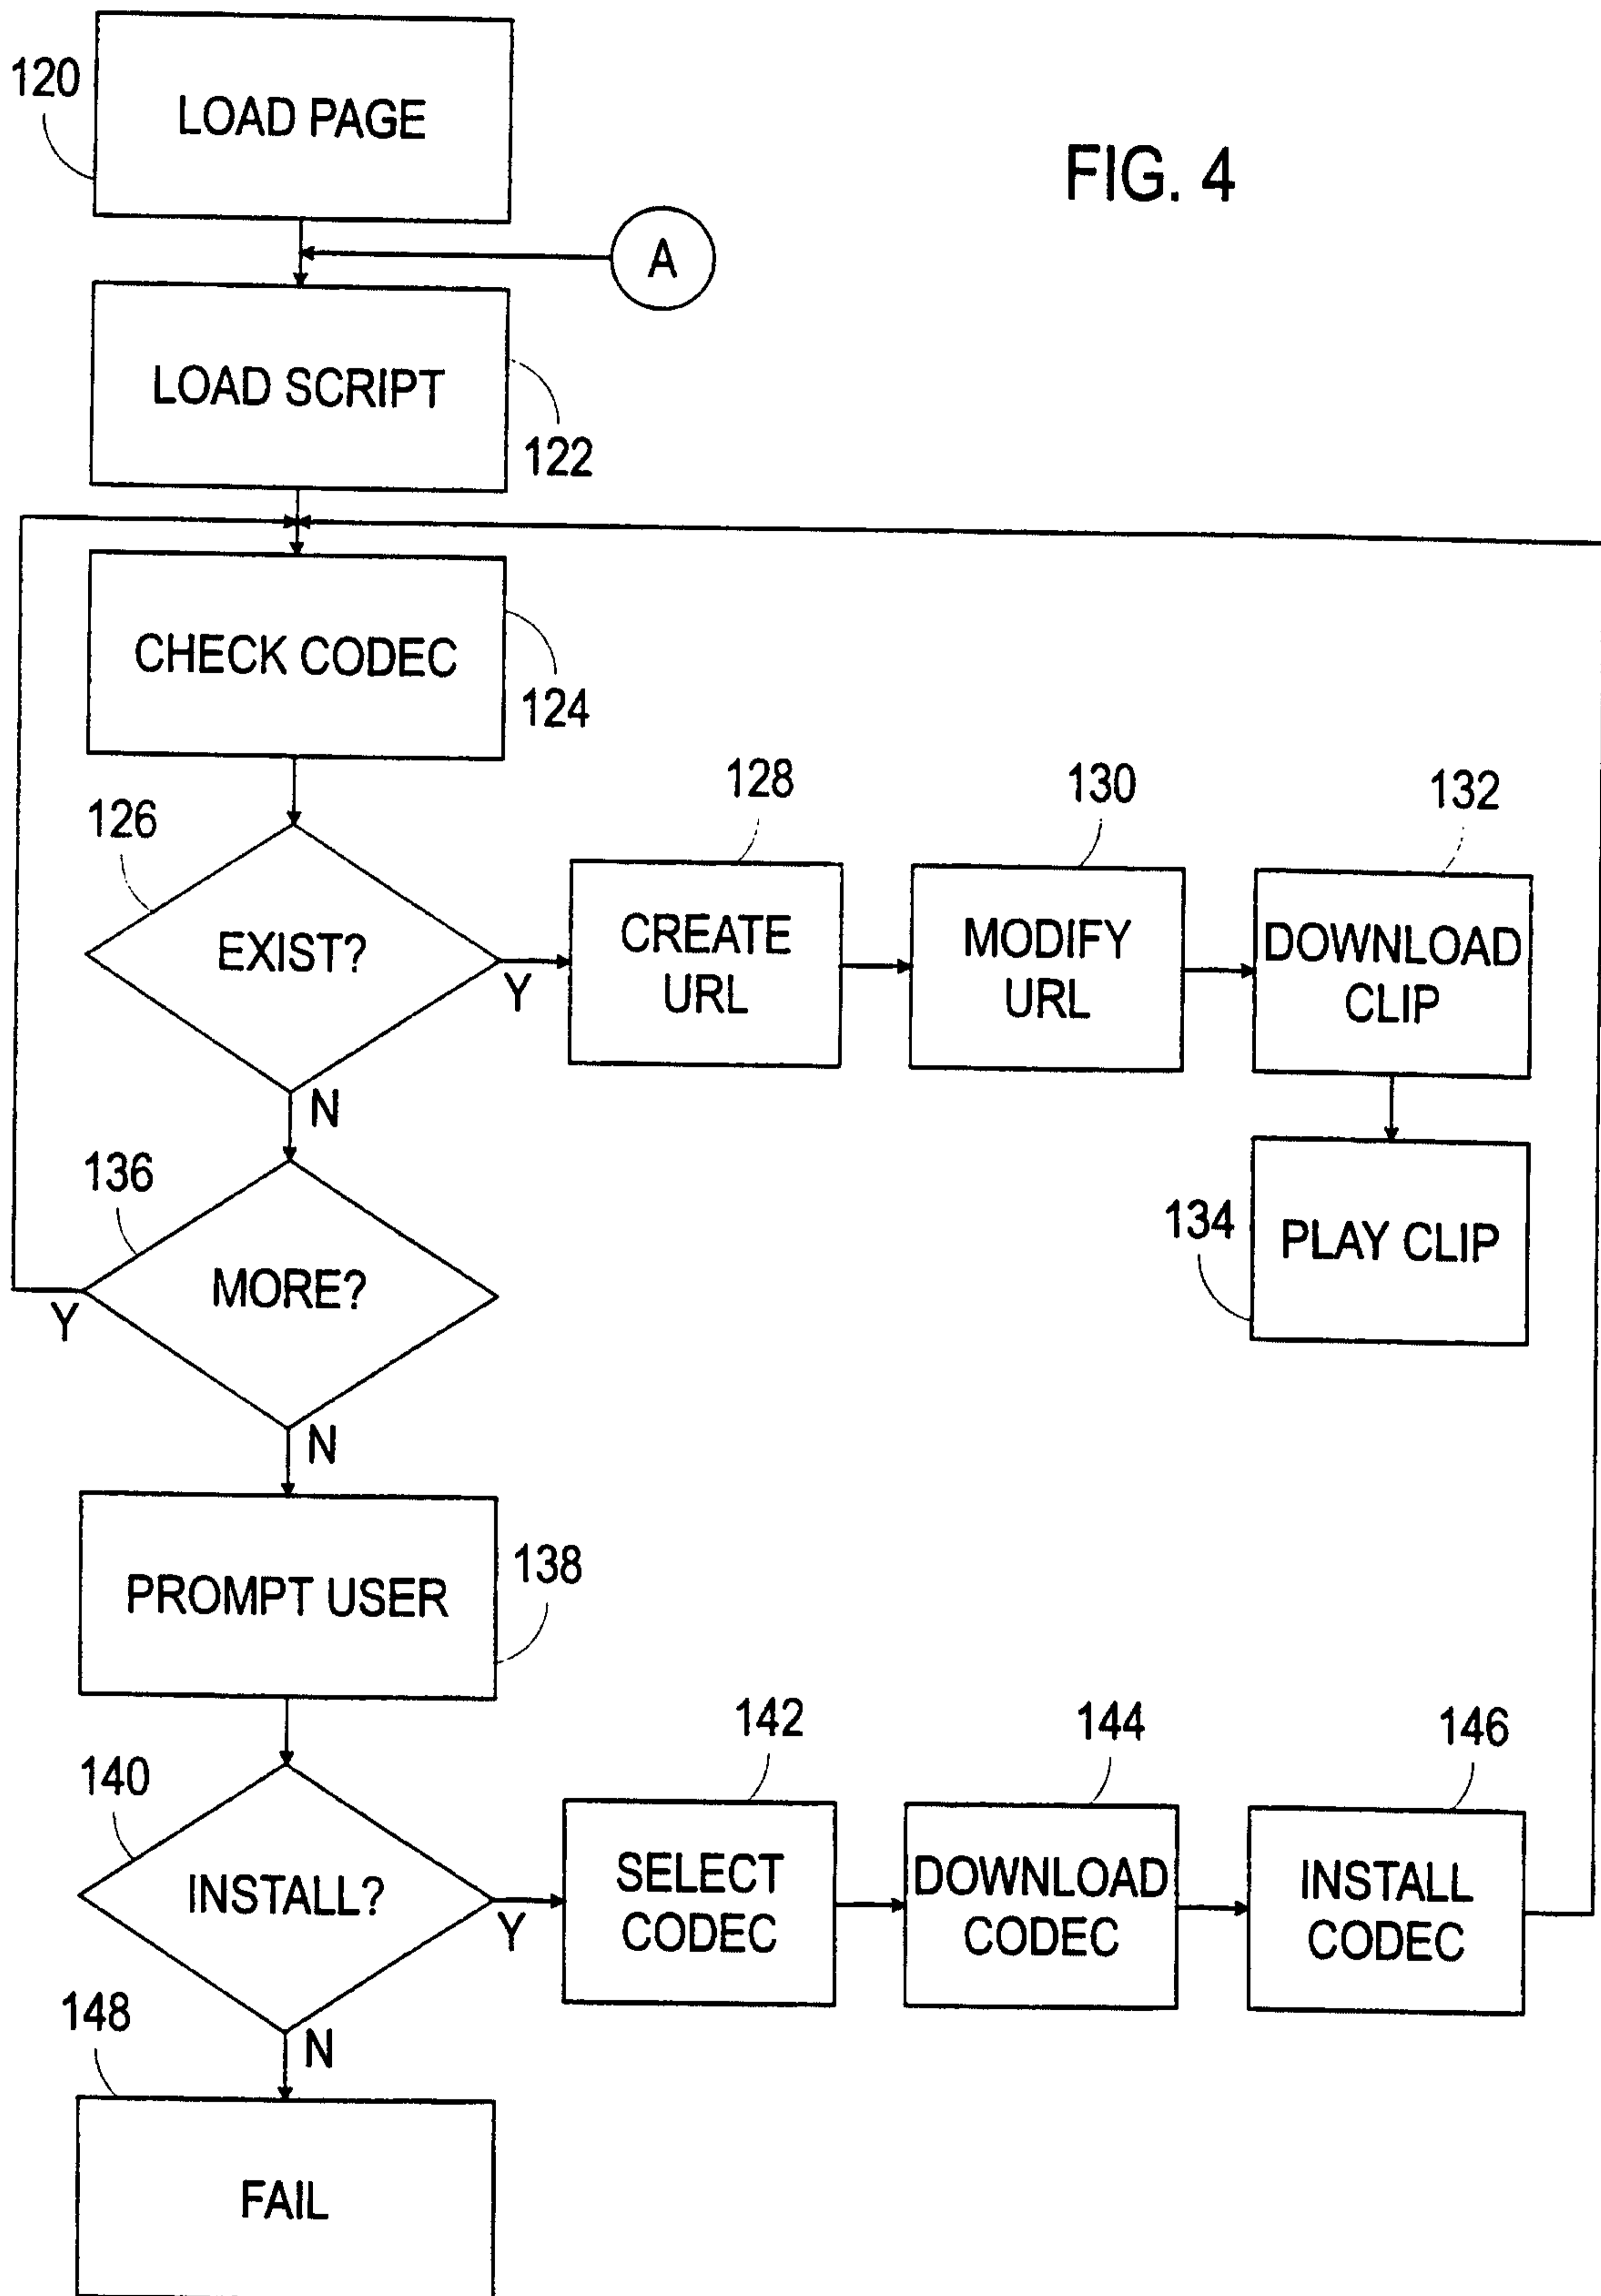 120
LOAD PAGE
FIG. 4
A
LOAD SCRIPT
122
CHECK CODEC
124
126
EXIST?
Y
N
128
CREATE
URL
130
MODIFY
URL
132
DOWNLOAD
CLIP
134
PLAY CLIP
136
MORE?
Y
N
PROMPT USER
138
140
INSTALL?
Y
N
142
SELECT
CODEC
144
DOWNLOAD
CODEC
146
INSTALL
CODEC
148
FAIL